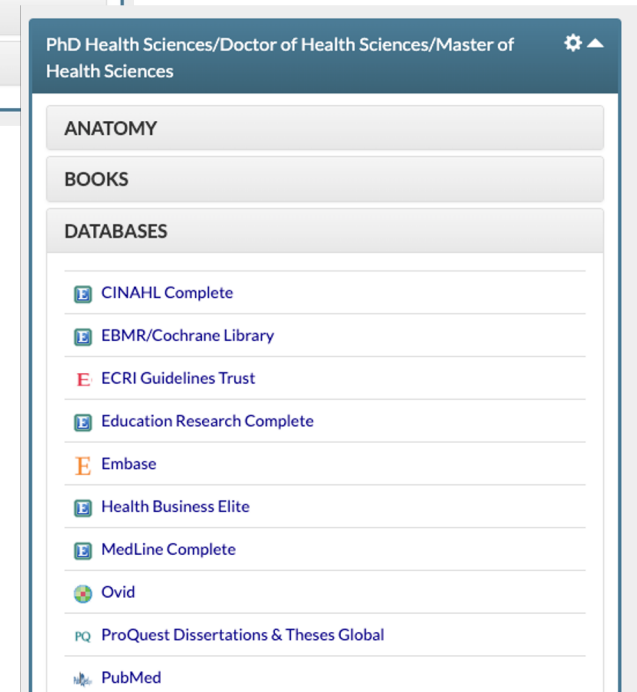 PhD Health Sciences/Doctor of Health Sciences/Master of
Health Sciences
ANATOMY
BOOKS
DATABASES
E CINAHL Complete
E EBMR/Cochrane Library
E ECRI Guidelines Trust
E Education Research Complete
E Embase
E Health Business Elite
E MedLine Complete
Ovid
PQ ProQuest Dissertations & Theses Global
PubMed